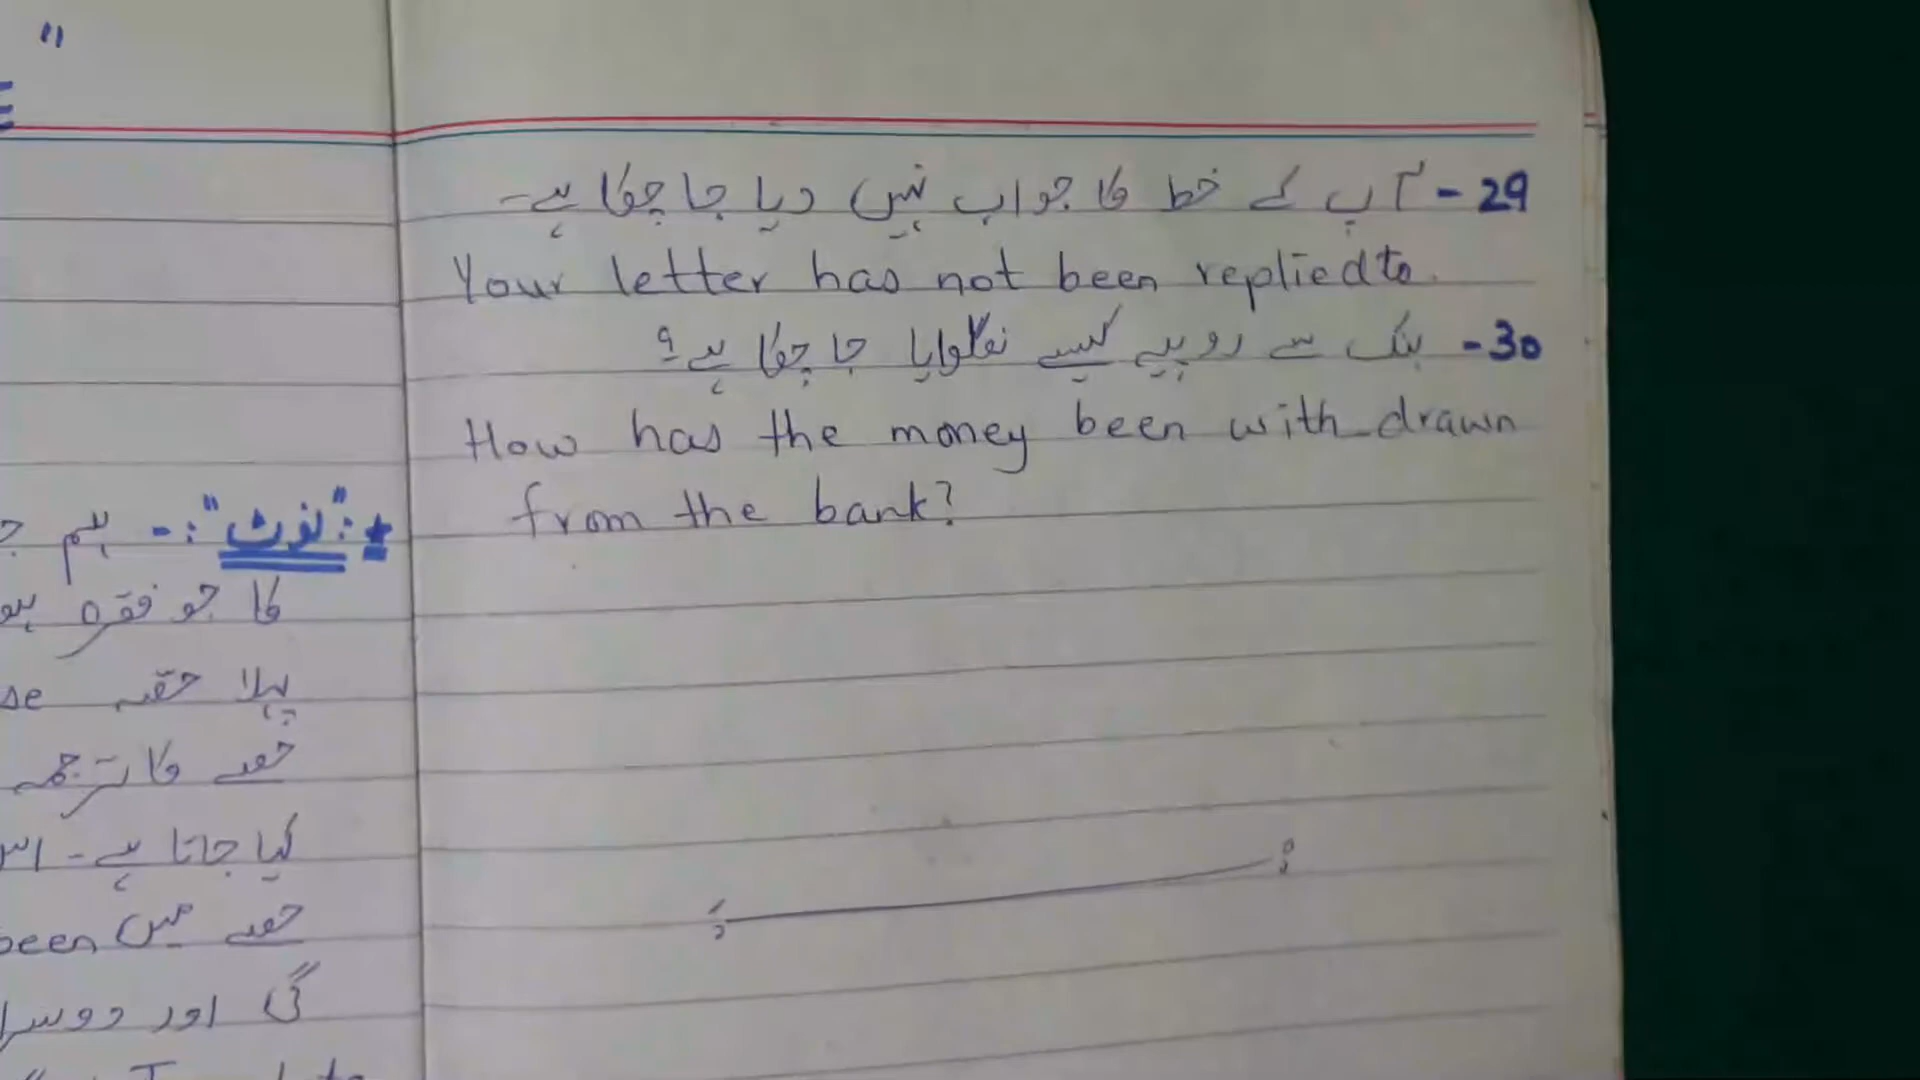 29 - آپ کے خط کا جواب نہیں دیا جا چکا ہے-
Your letter has not been replied to.
30 - بنک سے روپیے کیسے نکلوایا جا چکا ہے؟
How has the money been with-drawn
from the bank?
"نوٹ":- ہم
کا جو فقرہ
پہلا حصہ se
حصے کا ترجمہ
کیا جاتا ہے- اس
حصے میں been
گی اور دوسرا